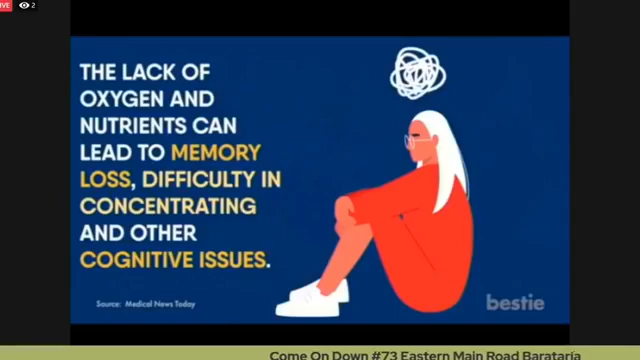 LIVE
2
THE LACK OF
OXYGEN AND
NUTRIENTS CAN
LEAD TO MEMORY
LOSS, DIFFICULTY IN
CONCENTRATING
AND OTHER
COGNITIVE ISSUES.
Source: Medical News Today
bestie
Come On Down #73 Eastern Main Road Barataria